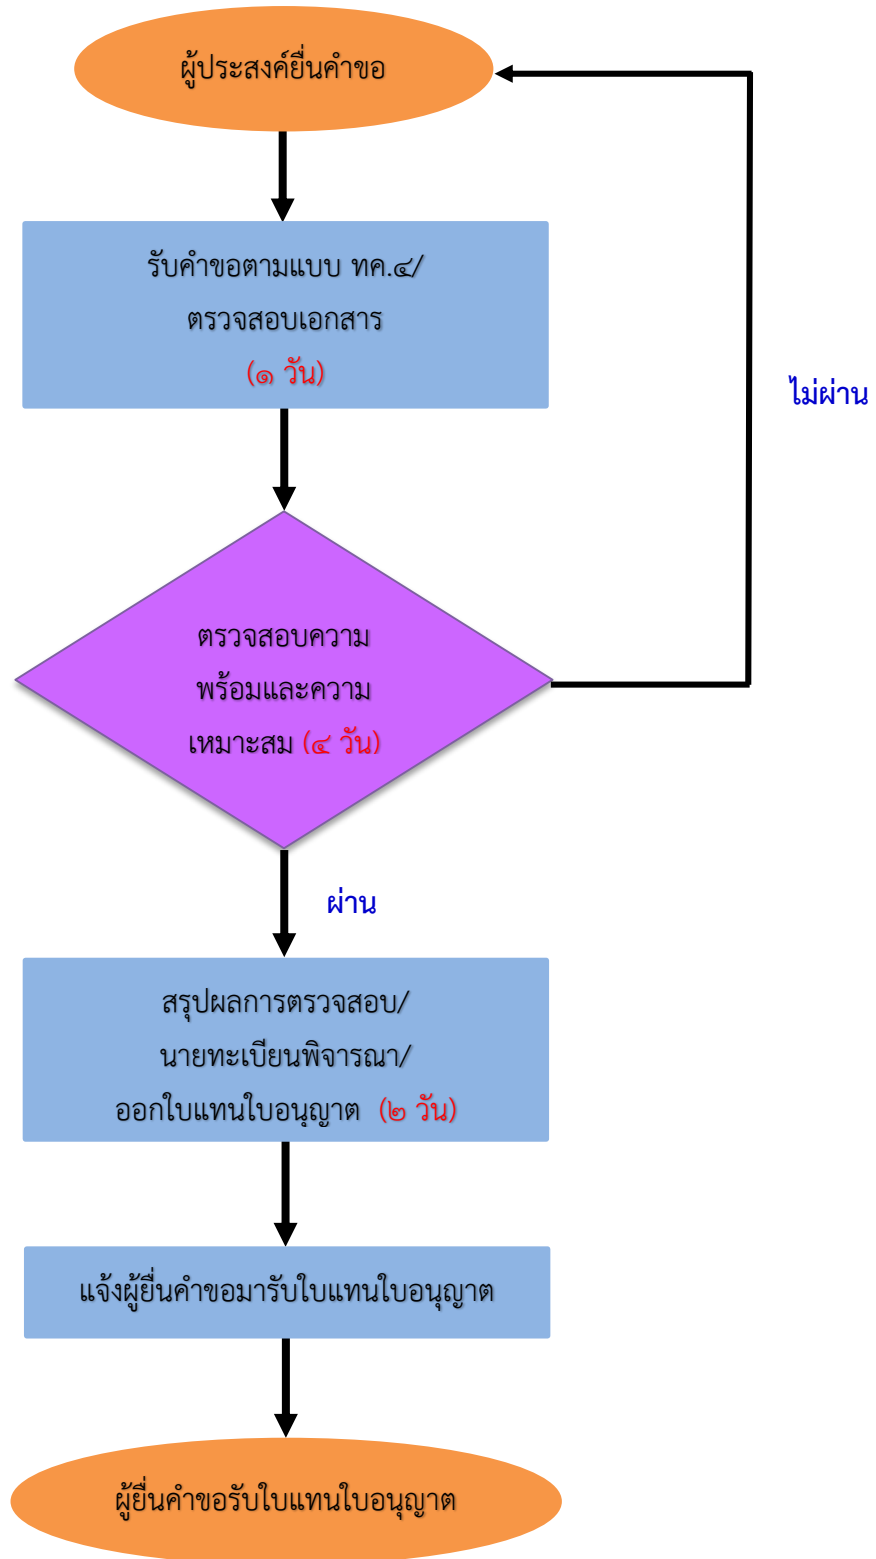 ผู้ประสงค์ยื่นคำขอ
รับคำขอตามแบบ ทค.๔/
ตรวจสอบเอกสาร
(๑ วัน)
ไม่ผ่าน
ตรวจสอบความ
พร้อมและความ
เหมาะสม (๔ วัน)
ผ่าน
สรุปผลการตรวจสอบ/
นายทะเบียนพิจารณา/
ออกใบแทนใบอนุญาต (๒ วัน)
แจ้งผู้ยื่นคำขอมารับใบแทนใบอนุญาต
ผู้ยื่นคำขอรับใบแทนใบอนุญาต